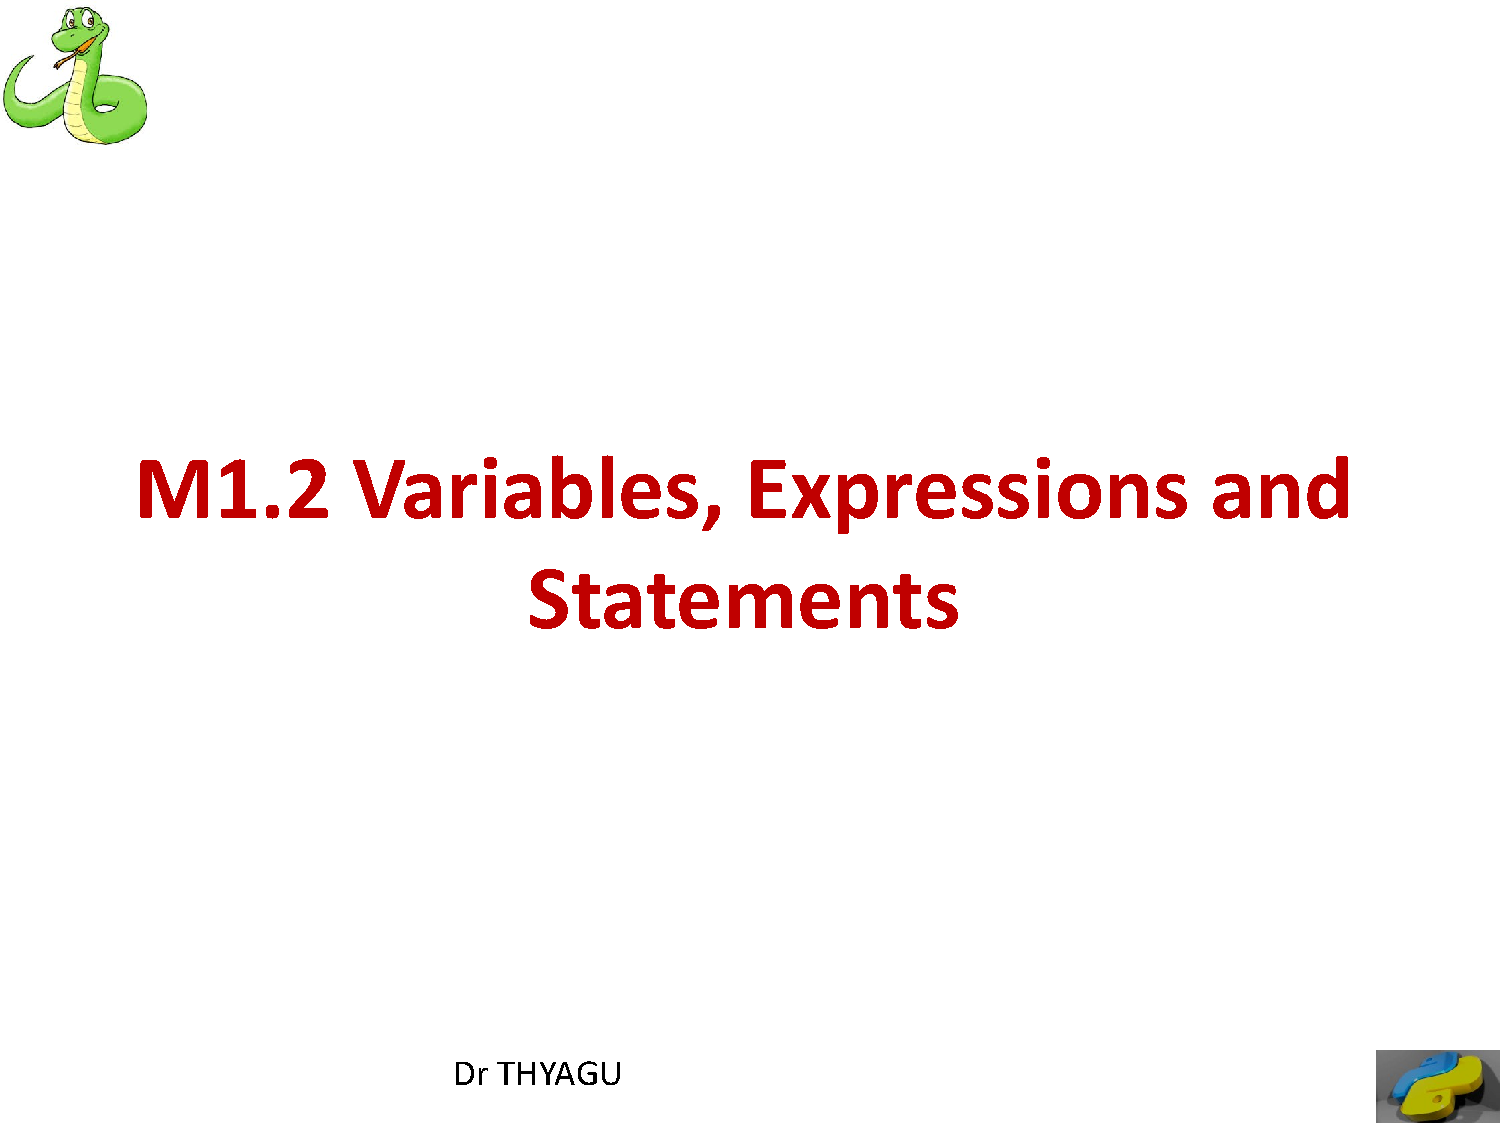 M1.2 Variables, Expressions and
Statements
Dr THYAGU